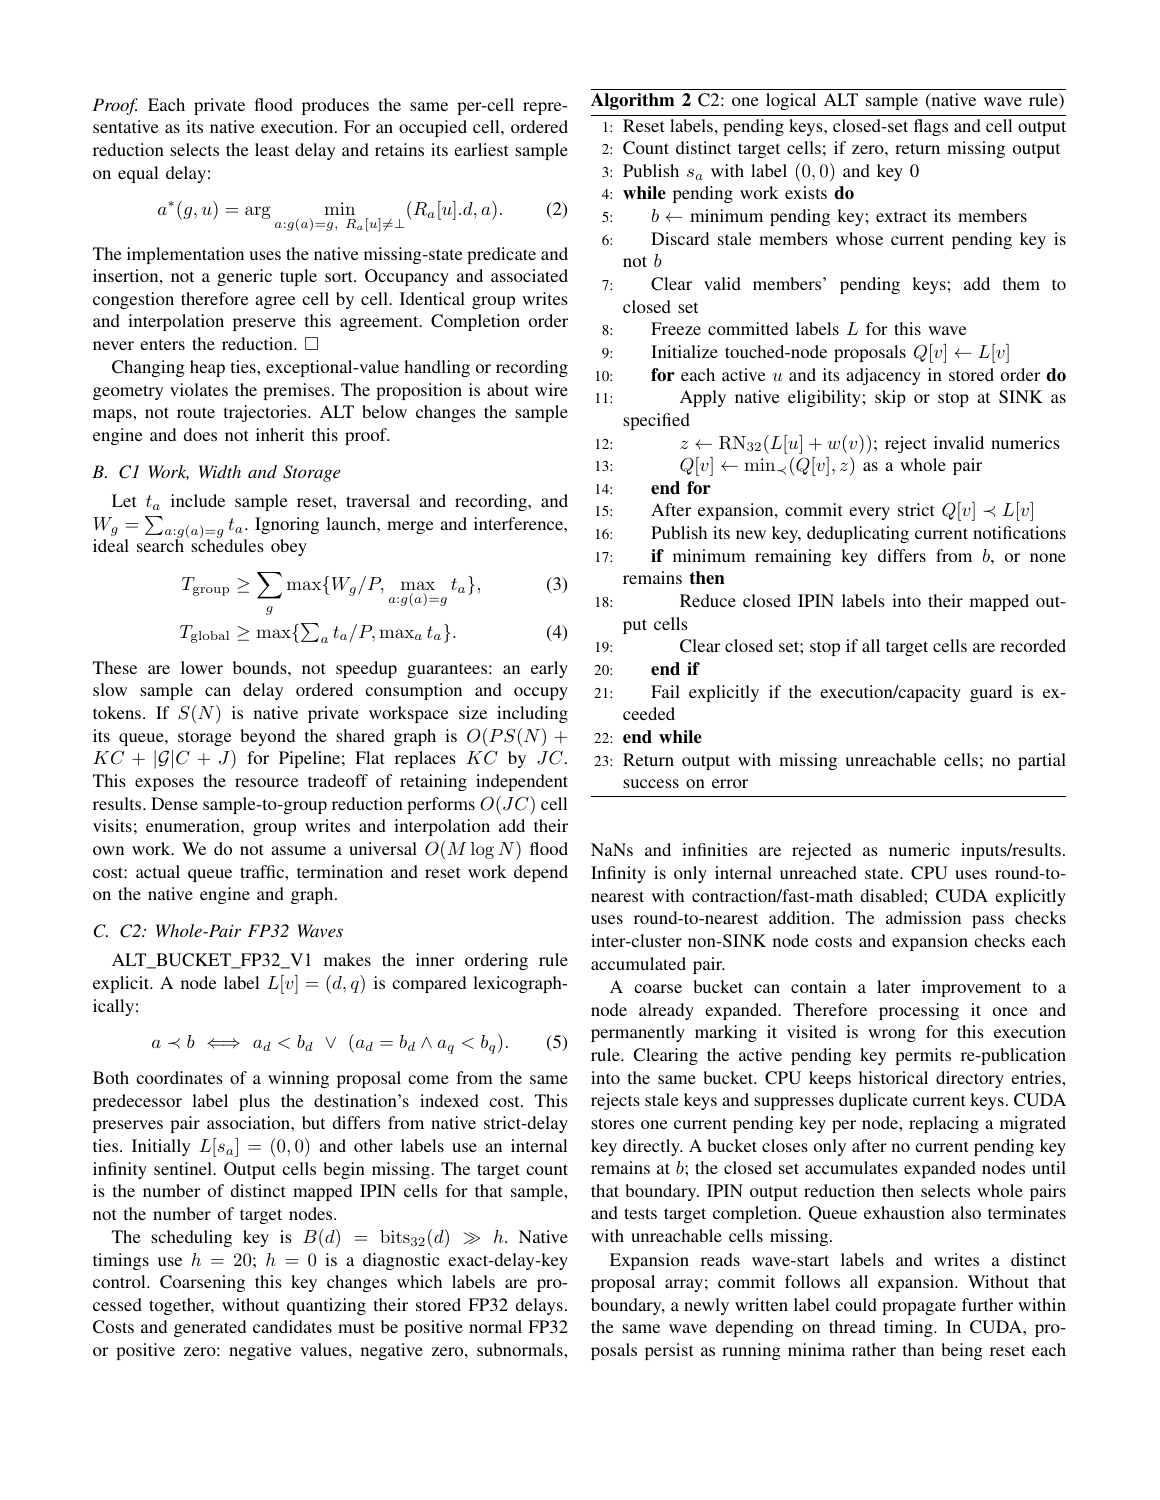 Proof. Each private flood produces the same per-cell repre-
sentative as its native execution. For an occupied cell, ordered
reduction selects the least delay and retains its earliest sample
on equal delay:
a*(g, u) = arg min_{a:g(a)=g, R_a[u]≠⊥} (R_a[u].d, a). (2)
The implementation uses the native missing-state predicate and
insertion, not a generic tuple sort. Occupancy and associated
congestion therefore agree cell by cell. Identical group writes
and interpolation preserve this agreement. Completion order
never enters the reduction. □
Changing heap ties, exceptional-value handling or recording
geometry violates the premises. The proposition is about wire
maps, not route trajectories. ALT below changes the sample
engine and does not inherit this proof.
B. C1 Work, Width and Storage
Let t_a include sample reset, traversal and recording, and
W_g = ∑_{a:g(a)=g} t_a. Ignoring launch, merge and interference,
ideal search schedules obey
T_group ≥ ∑_g max{W_g/P, max_{a:g(a)=g} t_a}, (3)
T_global ≥ max{∑_a t_a/P, max_a t_a}. (4)
These are lower bounds, not speedup guarantees: an early
slow sample can delay ordered consumption and occupy
tokens. If S(N) is native private workspace size including
its queue, storage beyond the shared graph is O(PS(N) +
KC + |𝒢|C + J) for Pipeline; Flat replaces KC by JC.
This exposes the resource tradeoff of retaining independent
results. Dense sample-to-group reduction performs O(JC) cell
visits; enumeration, group writes and interpolation add their
own work. We do not assume a universal O(M log N) flood
cost: actual queue traffic, termination and reset work depend
on the native engine and graph.
C. C2: Whole-Pair FP32 Waves
ALT_BUCKET_FP32_V1 makes the inner ordering rule
explicit. A node label L[v] = (d, q) is compared lexicograph-
ically:
a ≺ b ⟺ a_d < b_d ∨ (a_d = b_d ∧ a_q < b_q). (5)
Both coordinates of a winning proposal come from the same
predecessor label plus the destination's indexed cost. This
preserves pair association, but differs from native strict-delay
ties. Initially L[s_a] = (0, 0) and other labels use an internal
infinity sentinel. Output cells begin missing. The target count
is the number of distinct mapped IPIN cells for that sample,
not the number of target nodes.
The scheduling key is B(d) = bits_32(d) ≫ h. Native
timings use h = 20; h = 0 is a diagnostic exact-delay-key
control. Coarsening this key changes which labels are pro-
cessed together, without quantizing their stored FP32 delays.
Costs and generated candidates must be positive normal FP32
or positive zero: negative values, negative zero, subnormals,
Algorithm 2 C2: one logical ALT sample (native wave rule)
1: Reset labels, pending keys, closed-set flags and cell output
2: Count distinct target cells; if zero, return missing output
3: Publish s_a with label (0, 0) and key 0
4: while pending work exists do
5: b ← minimum pending key; extract its members
6: Discard stale members whose current pending key is
not b
7: Clear valid members' pending keys; add them to
closed set
8: Freeze committed labels L for this wave
9: Initialize touched-node proposals Q[v] ← L[v]
10: for each active u and its adjacency in stored order do
11: Apply native eligibility; skip or stop at SINK as
specified
12: z ← RN_32(L[u] + w(v)); reject invalid numerics
13: Q[v] ← min_≺(Q[v], z) as a whole pair
14: end for
15: After expansion, commit every strict Q[v] ≺ L[v]
16: Publish its new key, deduplicating current notifications
17: if minimum remaining key differs from b, or none
remains then
18: Reduce closed IPIN labels into their mapped out-
put cells
19: Clear closed set; stop if all target cells are recorded
20: end if
21: Fail explicitly if the execution/capacity guard is ex-
ceeded
22: end while
23: Return output with missing unreachable cells; no partial
success on error
NaNs and infinities are rejected as numeric inputs/results.
Infinity is only internal unreached state. CPU uses round-to-
nearest with contraction/fast-math disabled; CUDA explicitly
uses round-to-nearest addition. The admission pass checks
inter-cluster non-SINK node costs and expansion checks each
accumulated pair.
A coarse bucket can contain a later improvement to a
node already expanded. Therefore processing it once and
permanently marking it visited is wrong for this execution
rule. Clearing the active pending key permits re-publication
into the same bucket. CPU keeps historical directory entries,
rejects stale keys and suppresses duplicate current keys. CUDA
stores one current pending key per node, replacing a migrated
key directly. A bucket closes only after no current pending key
remains at b; the closed set accumulates expanded nodes until
that boundary. IPIN output reduction then selects whole pairs
and tests target completion. Queue exhaustion also terminates
with unreachable cells missing.
Expansion reads wave-start labels and writes a distinct
proposal array; commit follows all expansion. Without that
boundary, a newly written label could propagate further within
the same wave depending on thread timing. In CUDA, pro-
posals persist as running minima rather than being reset each